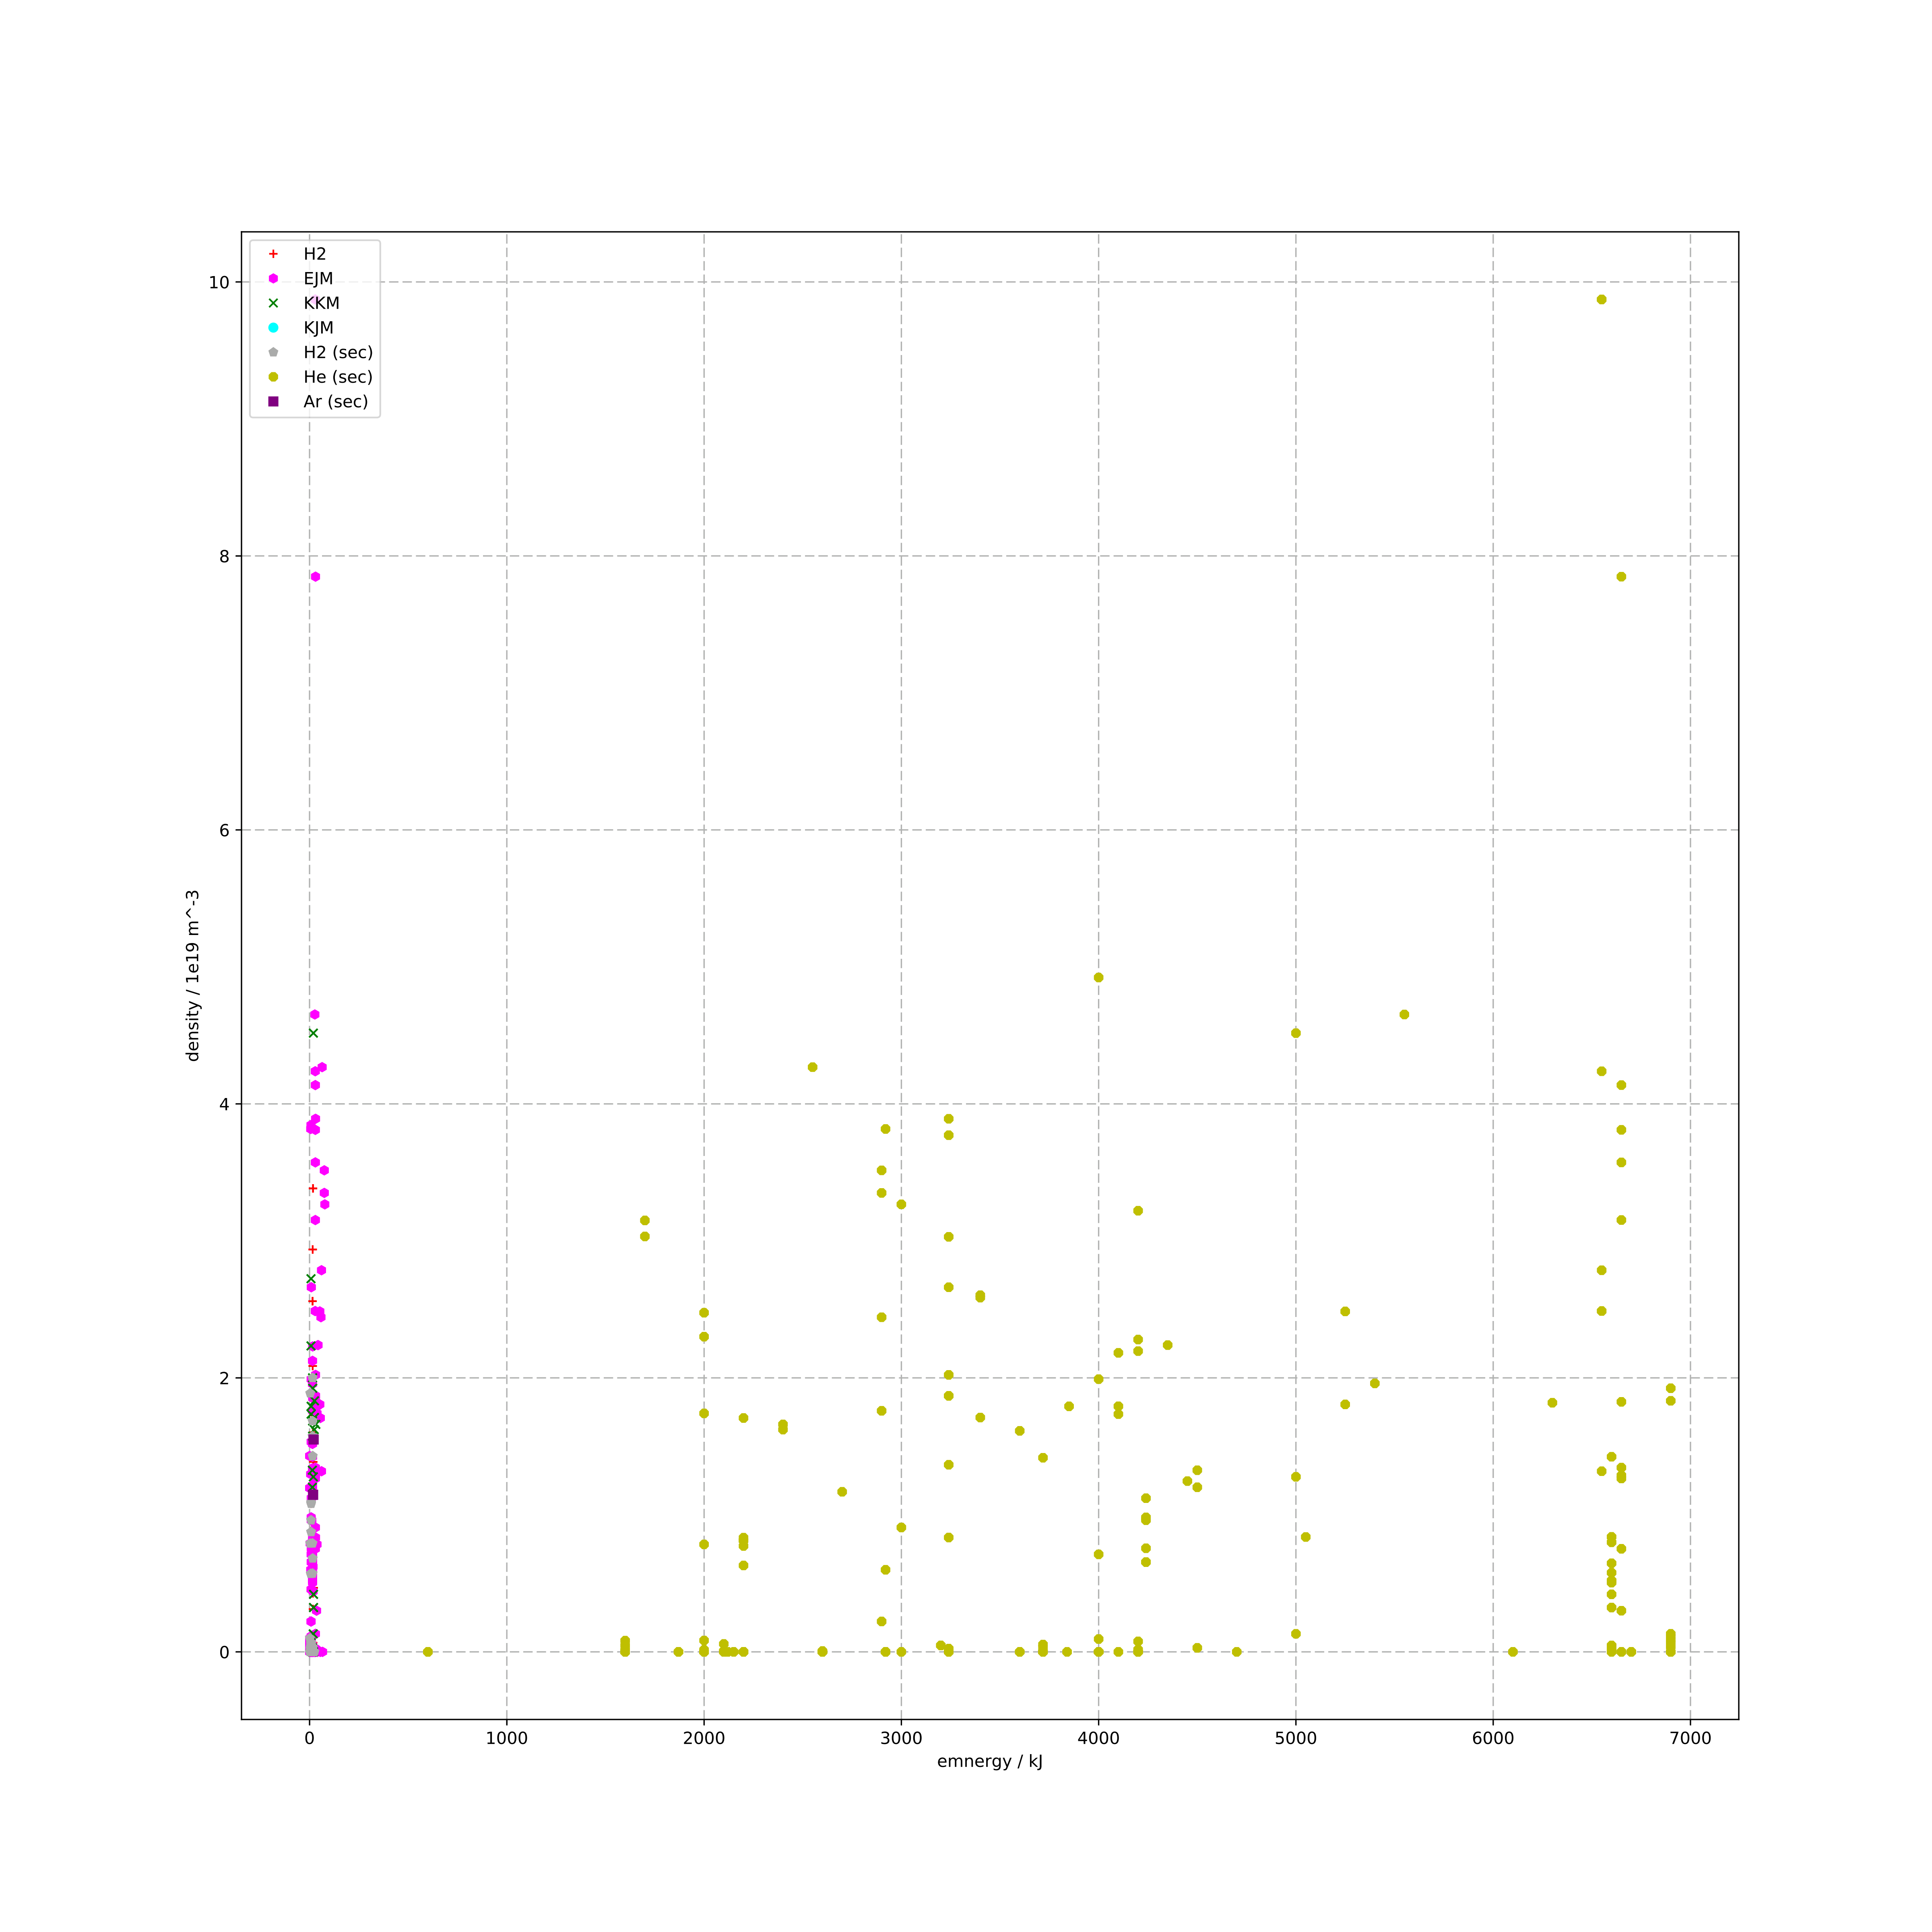 H2
EJM
KKM
KJM
H2 (sec)
He (sec)
Ar (sec)
10
8
6
4
2
0
density / 1e19 m^-3
0 1000 2000 3000 4000 5000 6000 7000
emnergy / kJ